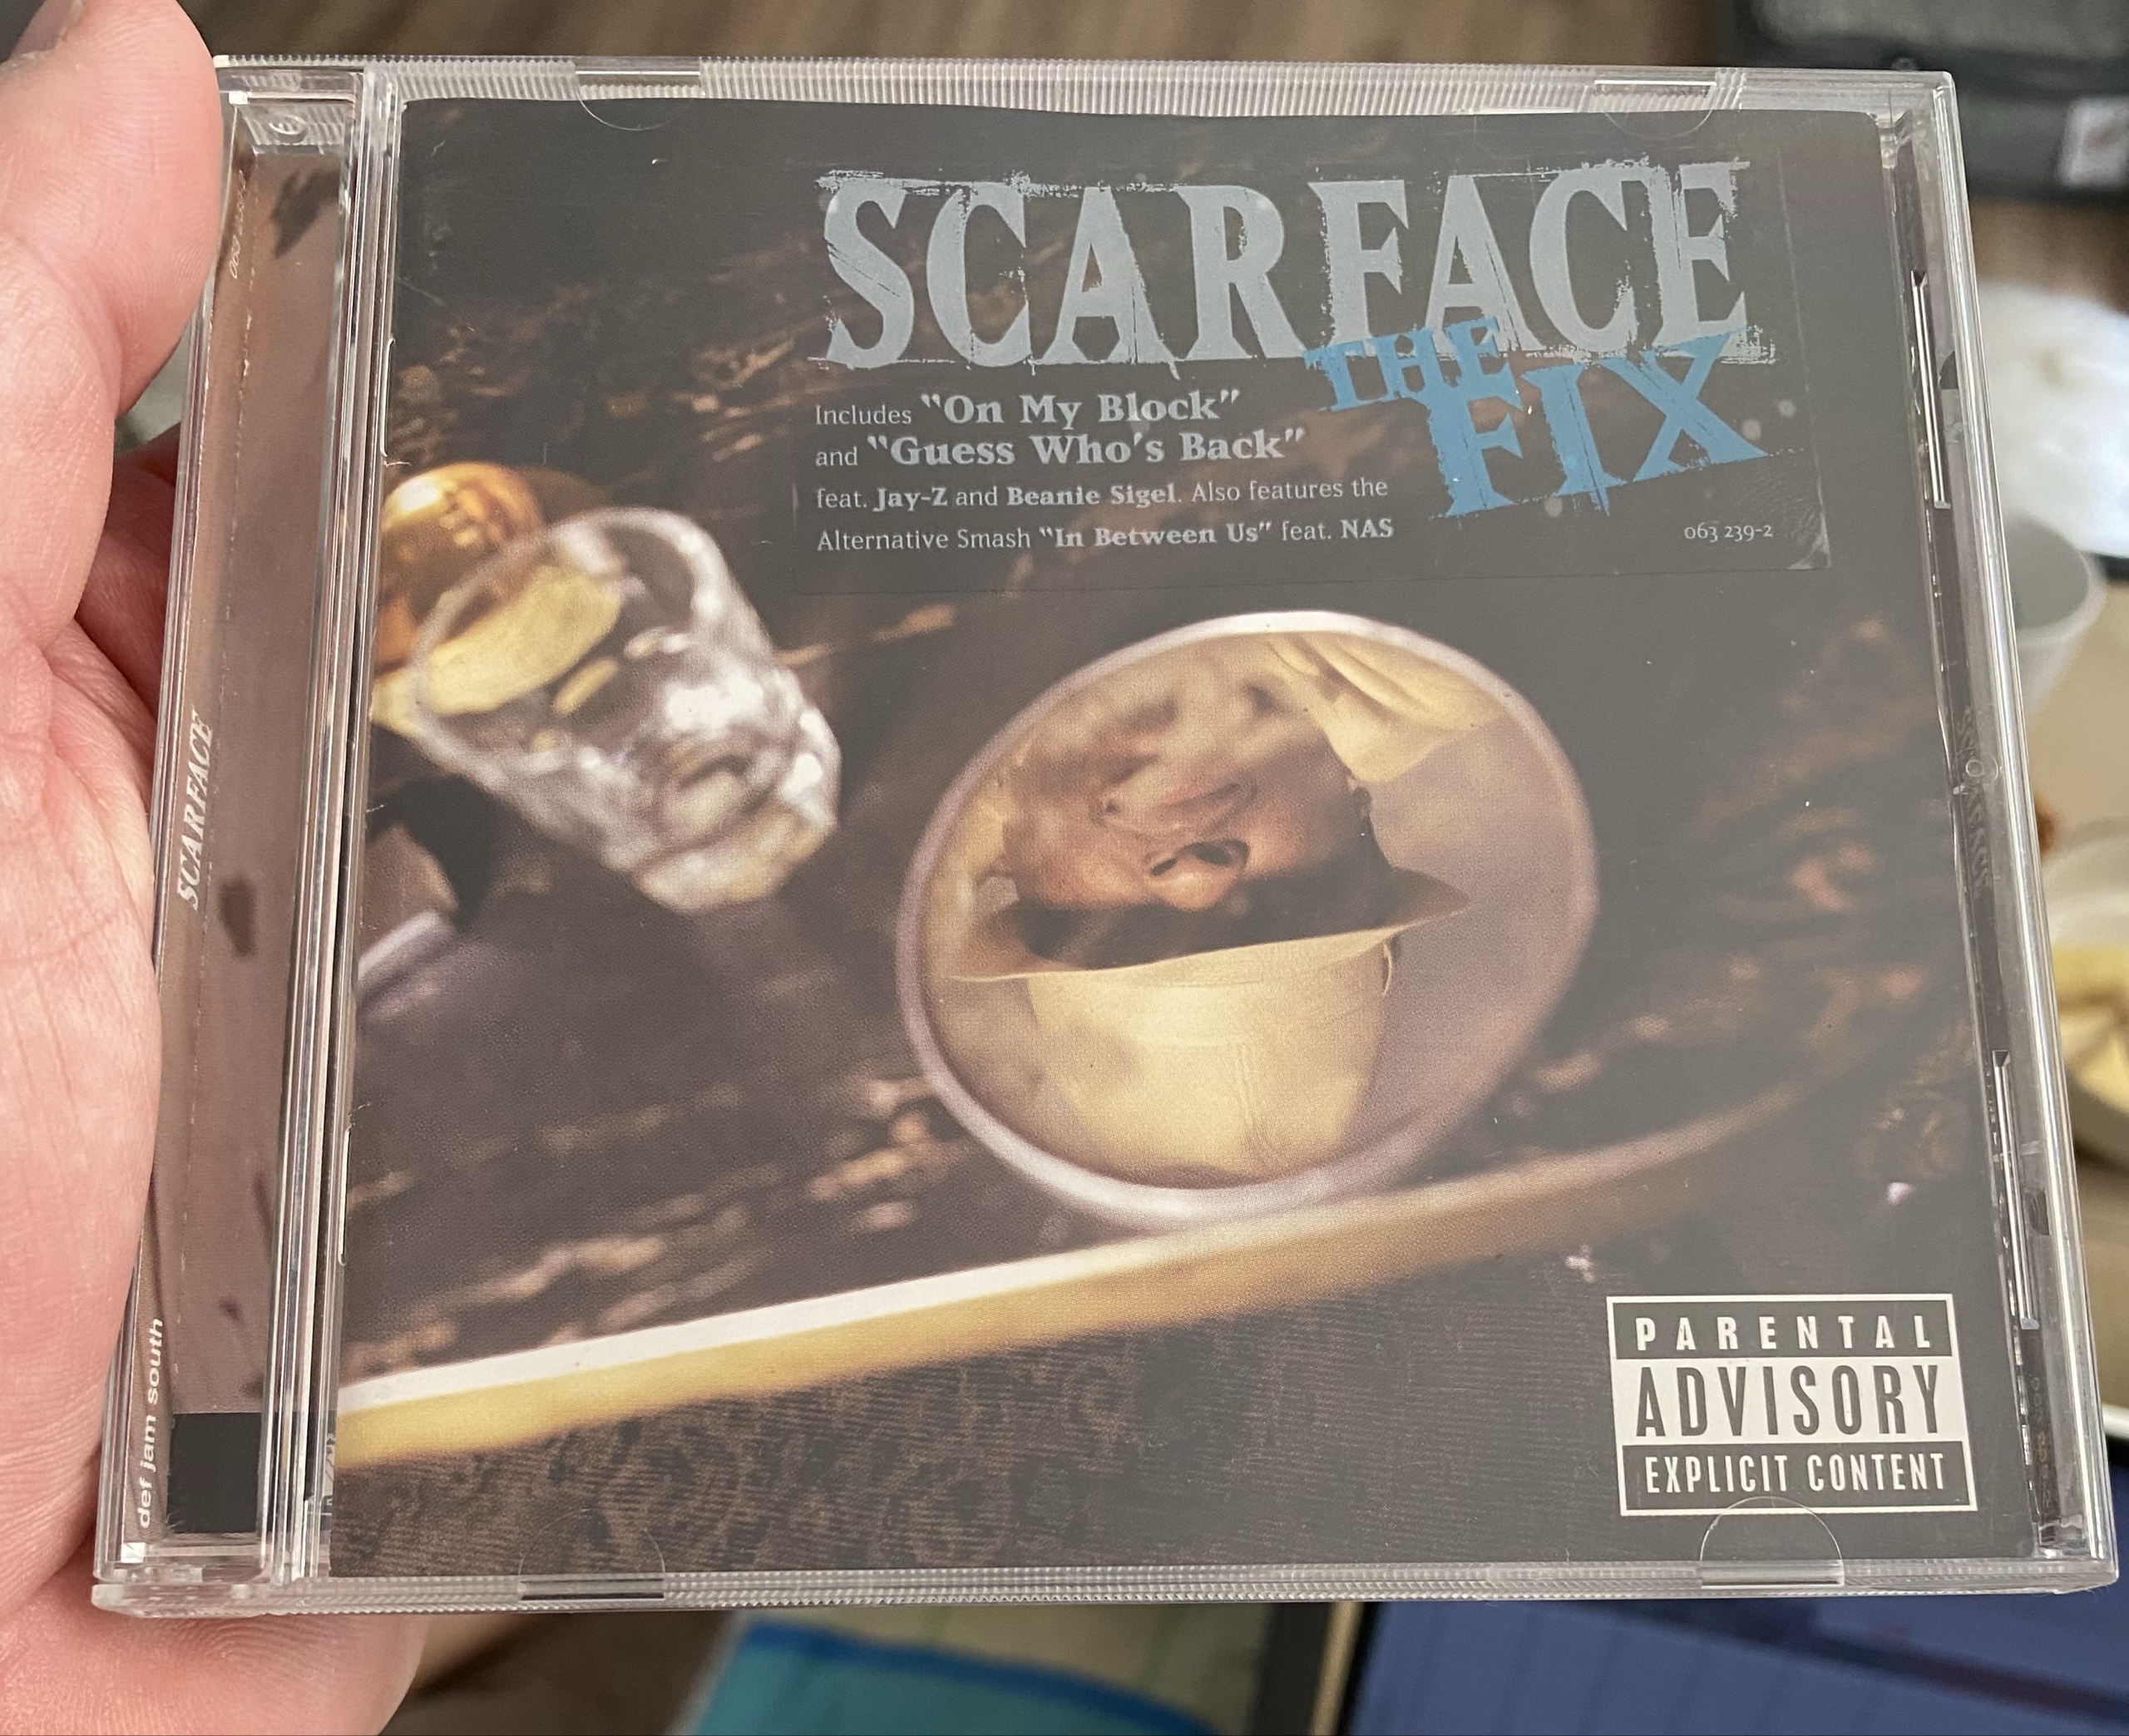 SCARFACE
THE
FIX
Includes "On My Block"
and "Guess Who's Back"
feat. Jay-Z and Beanie Sigel. Also features the
Alternative Smash "In Between Us" feat. NAS
063 239-2
SCARFACE
def jam south
PARENTAL
ADVISORY
EXPLICIT CONTENT